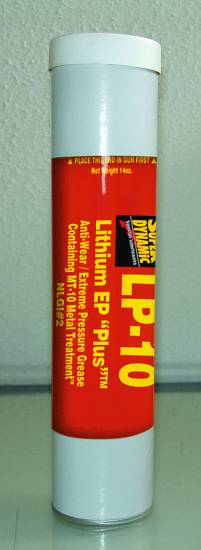 ▲ PLACE THIS END IN GUN FIRST ▲
Net Weight 14oz.
SUPER
DYNAMIC
LP-10
Lithium EP "Plus"™
Anti-Wear / Extreme Pressure Grease
Containing MT-10 Metal Treatment™
NLGI#2